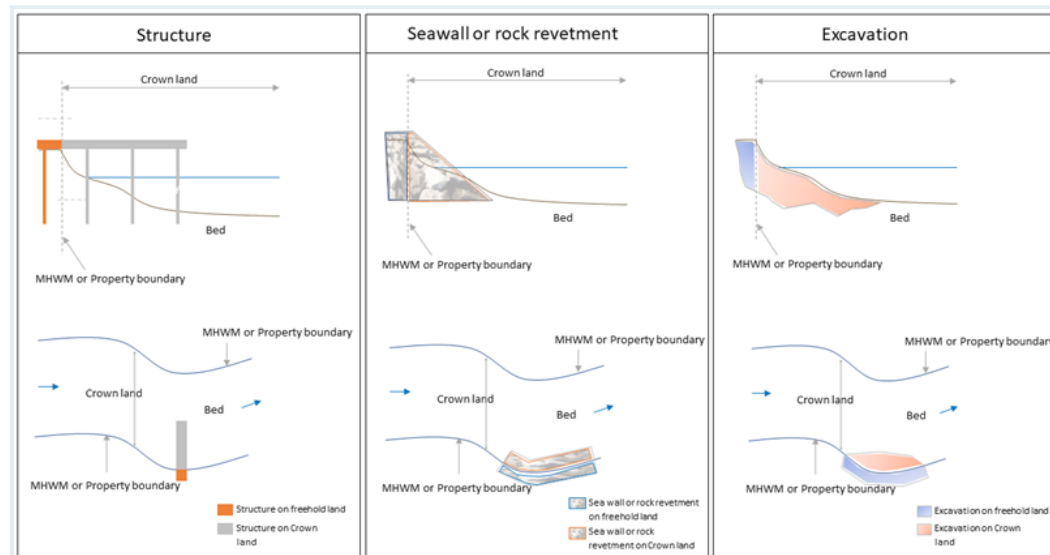 Structure
Crown land
Bed
MHWM or Property boundary
MHWM or Property boundary
Crown land
Bed
MHWM or Property boundary
Structure on freehold land
Structure on Crown
land
Seawall or rock revetment
Crown land
Bed
MHWM or Property boundary
MHWM or Property boundary
Crown land
Bed
MHWM or Property boundary
Sea wall or rock revetment
on freehold land
Sea wall or rock
revetment on Crown land
Excavation
Crown land
Bed
MHWM or Property boundary
MHWM or Property boundary
Crown land
Bed
MHWM or Property boundary
Excavation on freehold land
Excavation on Crown
land